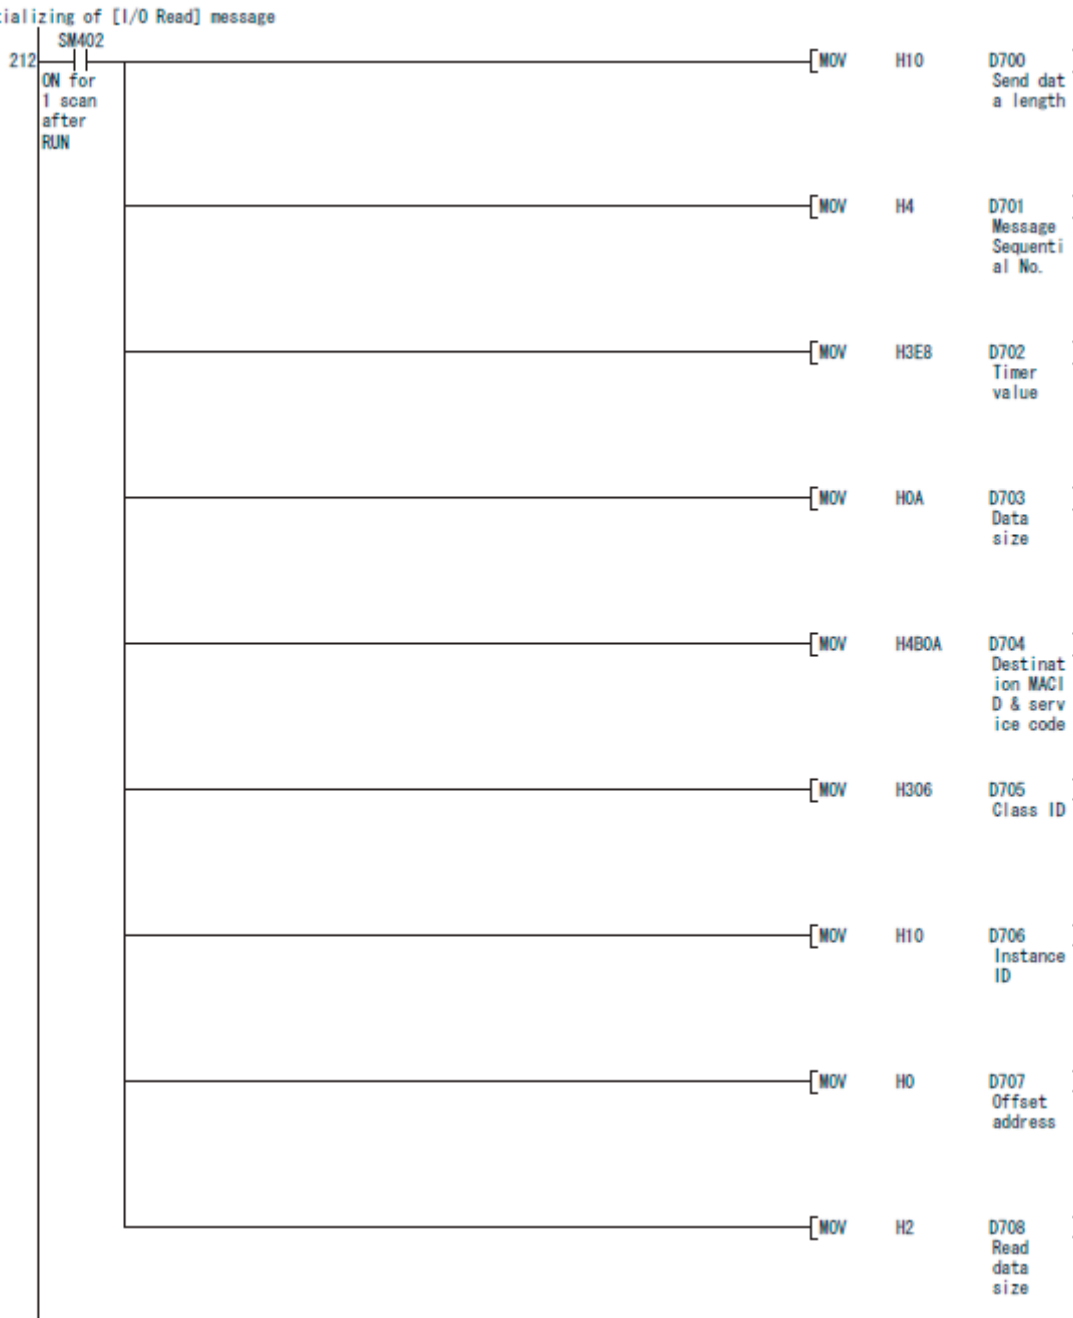 tializing of [I/O Read] message
SM402
212
ON for
1 scan
after
RUN
MOV H10 D700
Send dat
a length
MOV H4 D701
Message
Sequenti
al No.
MOV H3E8 D702
Timer
value
MOV H0A D703
Data
size
MOV H4B0A D704
Destinat
ion MACI
D & serv
ice code
MOV H306 D705
Class ID
MOV H10 D706
Instance
ID
MOV H0 D707
Offset
address
MOV H2 D708
Read
data
size